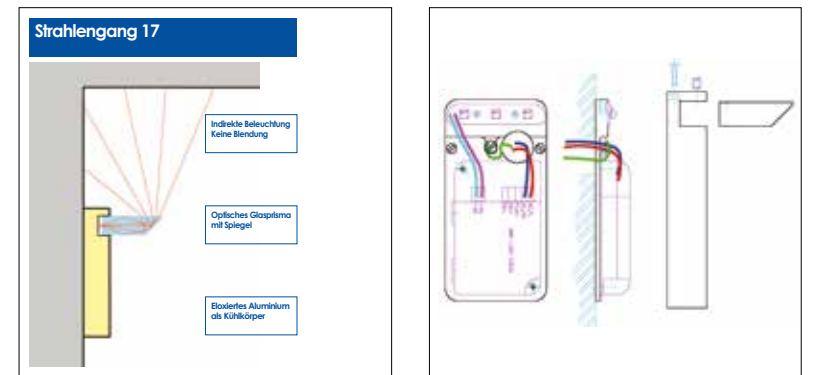 Strahlengang 17
Indirekte Beleuchtung
Keine Blendung
Optisches Glasprisma
mit Spiegel
Eloxiertes Aluminium
als Kühlkörper